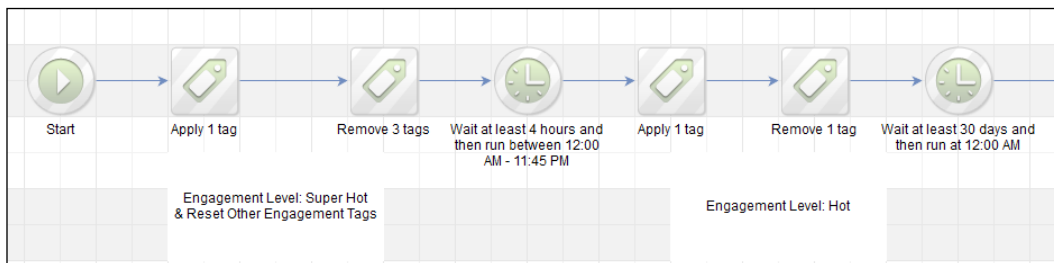 Start
Apply 1 tag
Remove 3 tags
Wait at least 4 hours and
then run between 12:00
AM - 11:45 PM
Apply 1 tag
Remove 1 tag
Wait at least 30 days and
then run at 12:00 AM
Engagement Level: Super Hot
& Reset Other Engagement Tags
Engagement Level: Hot